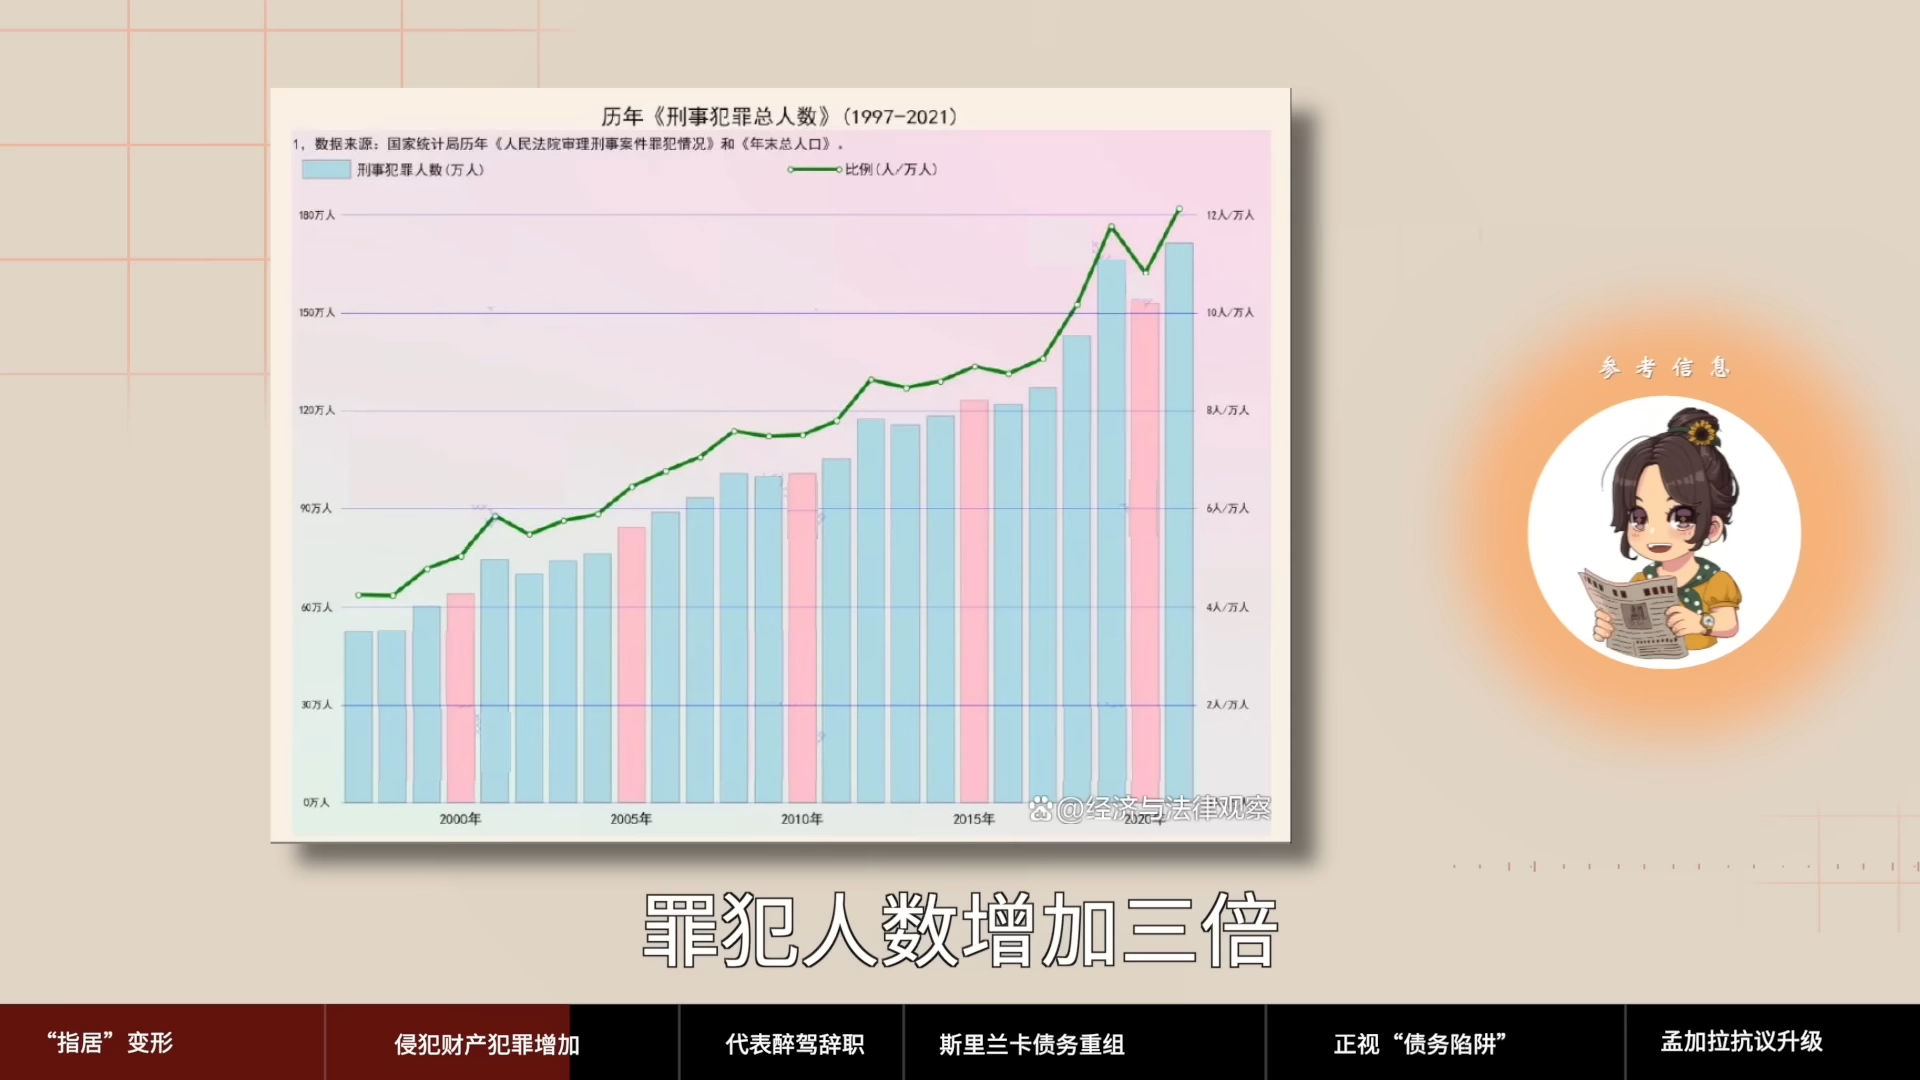 历年《刑事犯罪总人数》(1997-2021)
1, 数据来源: 国家统计局历年《人民法院审理刑事案件罪犯情况》和《年末总人口》.
刑事犯罪人数(万人)
比例(人/万人)
180万人
12人/万人
150万人
10人/万人
120万人
8人/万人
90万人
6人/万人
60万人
4人/万人
30万人
2人/万人
0万人
2000年
2005年
2010年
2015年
2020年
@经济与法律观察
参考信息
罪犯人数增加三倍
“指居”变形
侵犯财产犯罪增加
代表醉驾辞职
斯里兰卡债务重组
正视“债务陷阱”
孟加拉抗议升级